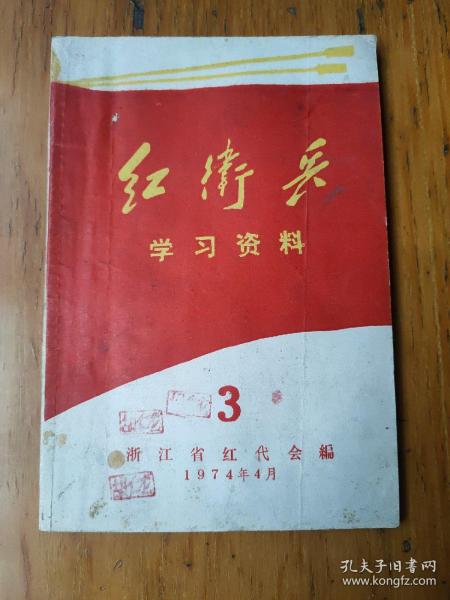 红衛兵
学习资料
3
浙江省红代会编
1974年4月
孔夫子旧书网
www.kongfz.com